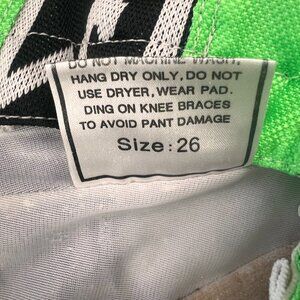 DO NOT MACHINE WASH,
HANG DRY ONLY, DO NOT
USE DRYER, WEAR PAD.
DING ON KNEE BRACES
TO AVOID PANT DAMAGE
Size: 26